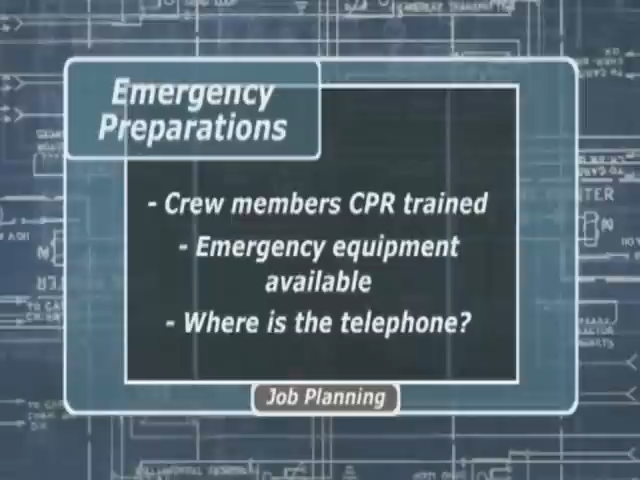 Emergency
Preparations
- Crew members CPR trained
- Emergency equipment
available
- Where is the telephone?
Job Planning